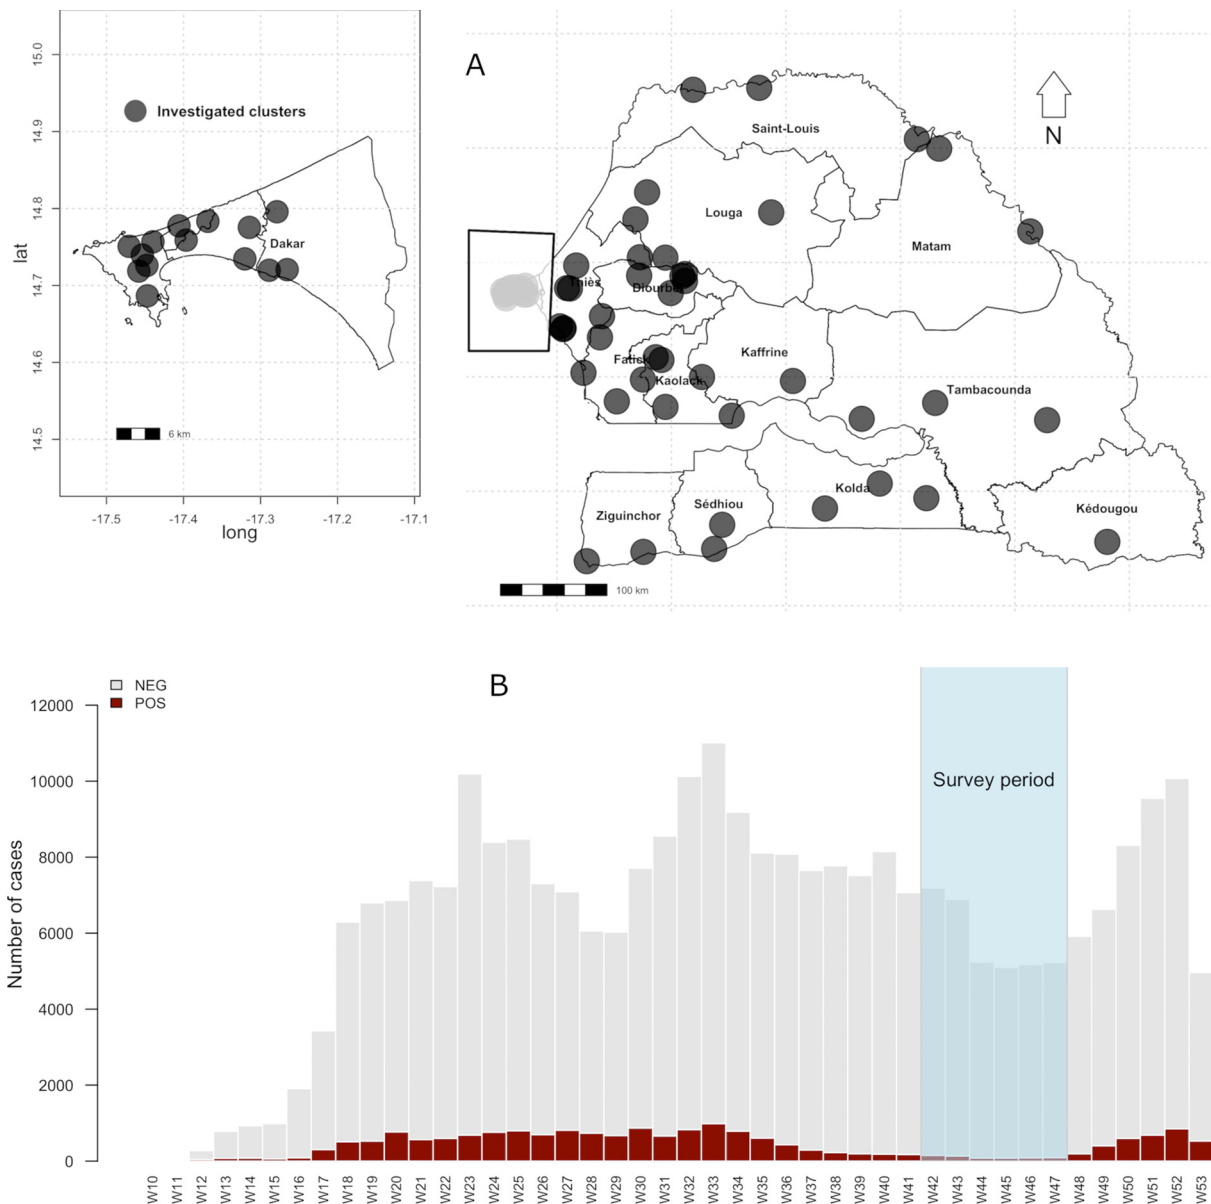 A
15.0
14.9
14.8
14.7
14.6
14.5
lat
Investigated clusters
Dakar
6 km
-17.5 -17.4 -17.3 -17.2 -17.1
long
N
Saint-Louis
Louga
Matam
Thiès
Diourbel
Fatick
Kaolack
Kaffrine
Tambacounda
Ziguinchor
Sédhiou
Kolda
Kédougou
100 km
B
NEG
POS
Survey period
Number of cases
12000
10000
8000
6000
4000
2000
0
W10 W11 W12 W13 W14 W15 W16 W17 W18 W19 W20 W21 W22 W23 W24 W25 W26 W27 W28 W29 W30 W31 W32 W33 W34 W35 W36 W37 W38 W39 W40 W41 W42 W43 W44 W45 W46 W47 W48 W49 W50 W51 W52 W53